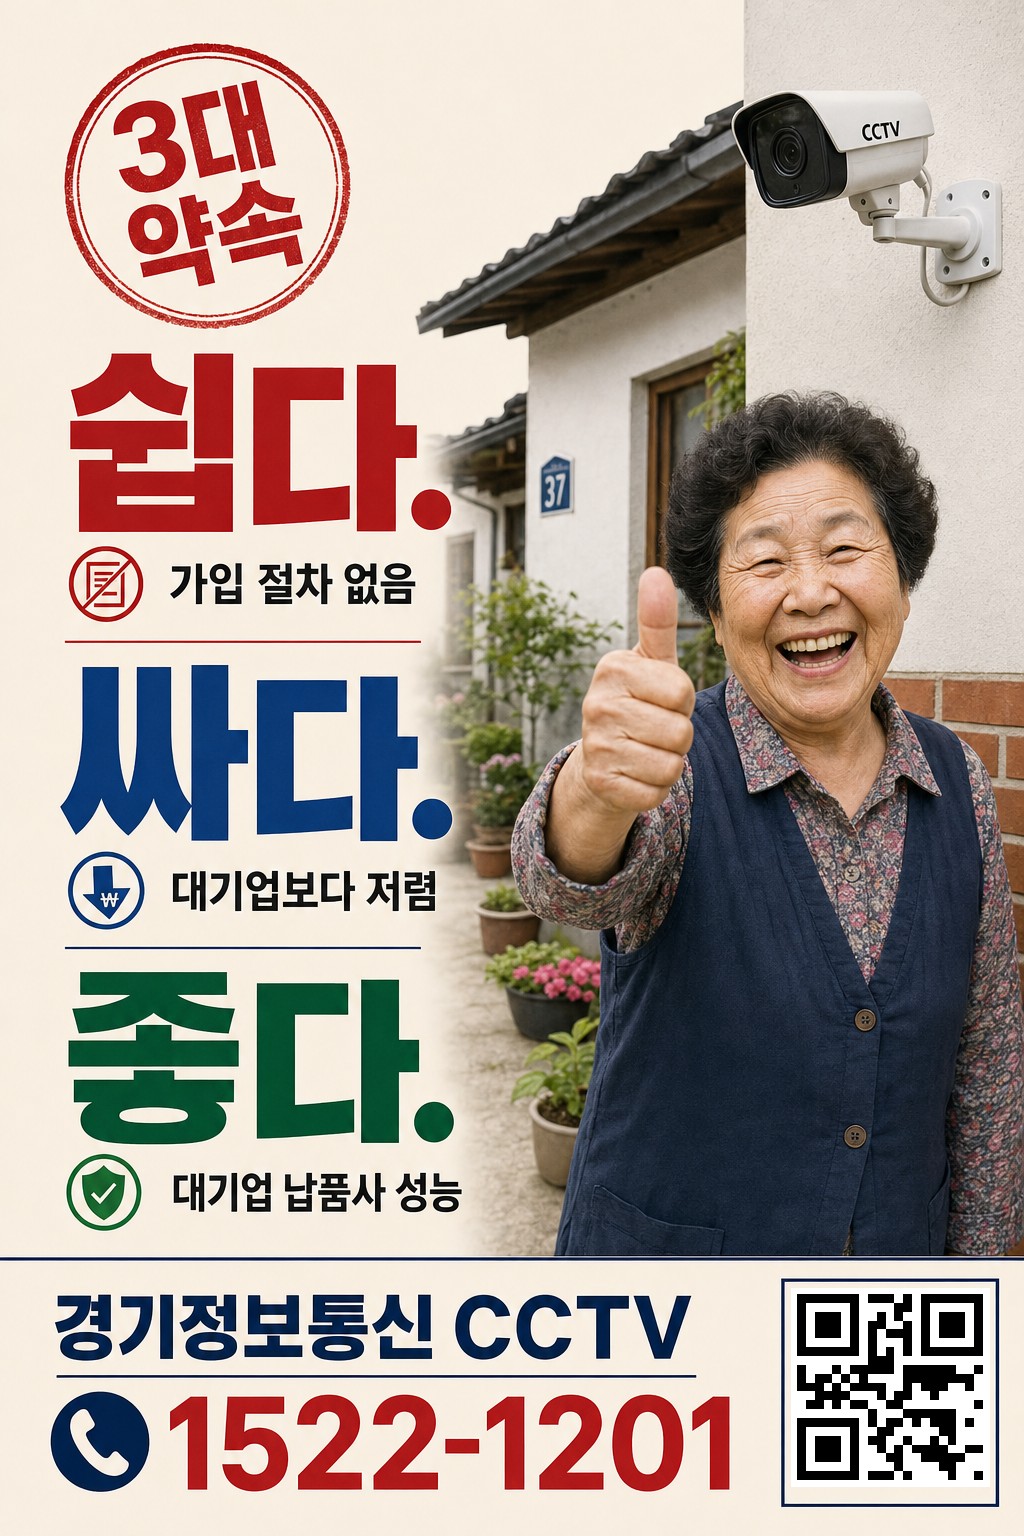 3대
약속
CCTV
쉽다.
37
가입 절차 없음
싸다.
₩
대기업보다 저렴
좋다.
대기업 납품사 성능
경기정보통신 CCTV
1522-1201